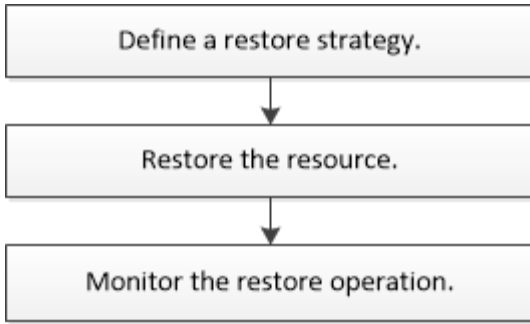 Define a restore strategy.
Restore the resource.
Monitor the restore operation.